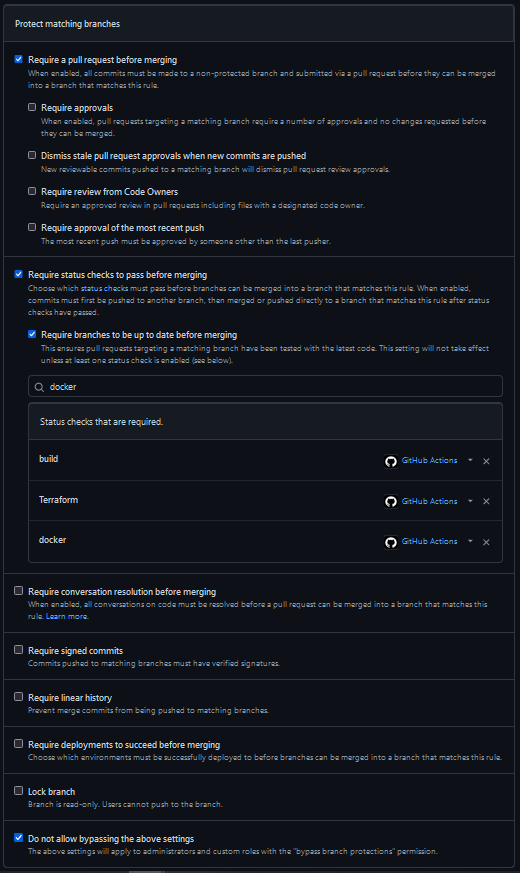 Protect matching branches
Require a pull request before merging
When enabled, all commits must be made to a non-protected branch and submitted via a pull request before they can be merged
into a branch that matches this rule.
Require approvals
When enabled, pull requests targeting a matching branch require a number of approvals and no changes requested before
they can be merged.
Dismiss stale pull request approvals when new commits are pushed
New reviewable commits pushed to a matching branch will dismiss pull request review approvals.
Require review from Code Owners
Require an approved review in pull requests including files with a designated code owner.
Require approval of the most recent push
The most recent push must be approved by someone other than the last pusher.
Require status checks to pass before merging
Choose which status checks must pass before branches can be merged into a branch that matches this rule. When enabled,
commits must first be pushed to another branch, then merged or pushed directly to a branch that matches this rule after status
checks have passed.
Require branches to be up to date before merging
This ensures pull requests targeting a matching branch have been tested with the latest code. This setting will not take effect
unless at least one status check is enabled (see below).
docker
Status checks that are required.
build GitHub Actions
Terraform GitHub Actions
docker GitHub Actions
Require conversation resolution before merging
When enabled, all conversations on code must be resolved before a pull request can be merged into a branch that matches this
rule. Learn more.
Require signed commits
Commits pushed to matching branches must have verified signatures.
Require linear history
Prevent merge commits from being pushed to matching branches.
Require deployments to succeed before merging
Choose which environments must be successfully deployed to before branches can be merged into a branch that matches this rule.
Lock branch
Branch is read-only. Users cannot push to the branch.
Do not allow bypassing the above settings
The above settings will apply to administrators and custom roles with the "bypass branch protections" permission.